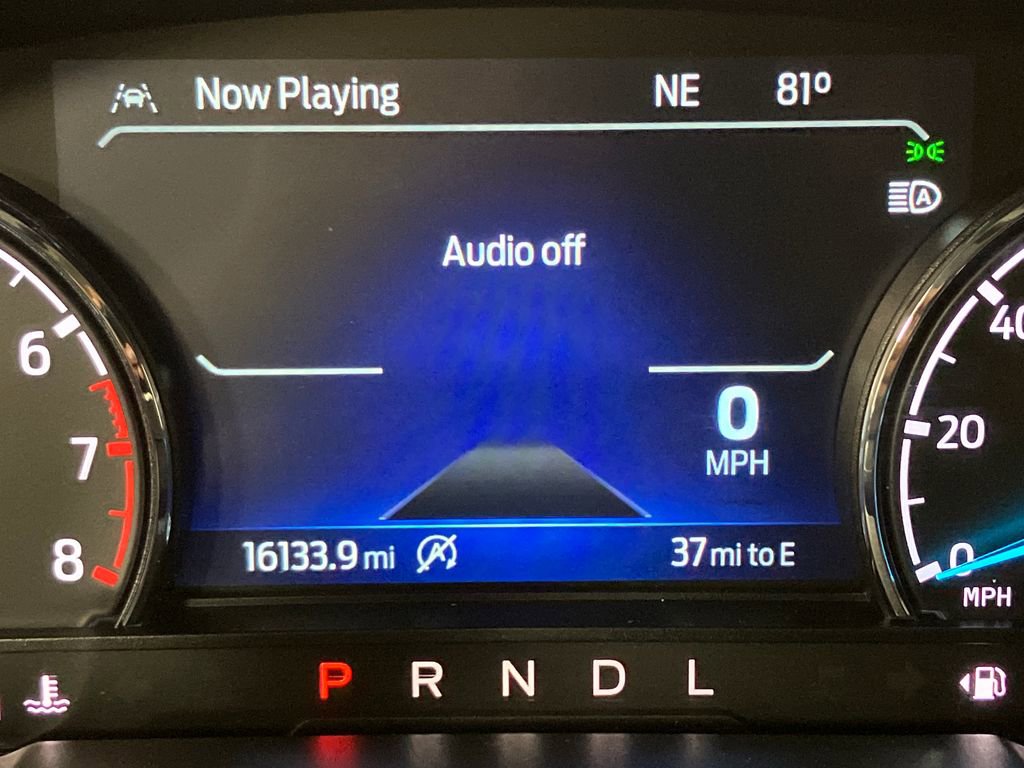 Now Playing NE 81º
Audio off
0
MPH
16133.9 mi A 37 mi to E
6
7
8
40
20
0
MPH
A
P R N D L